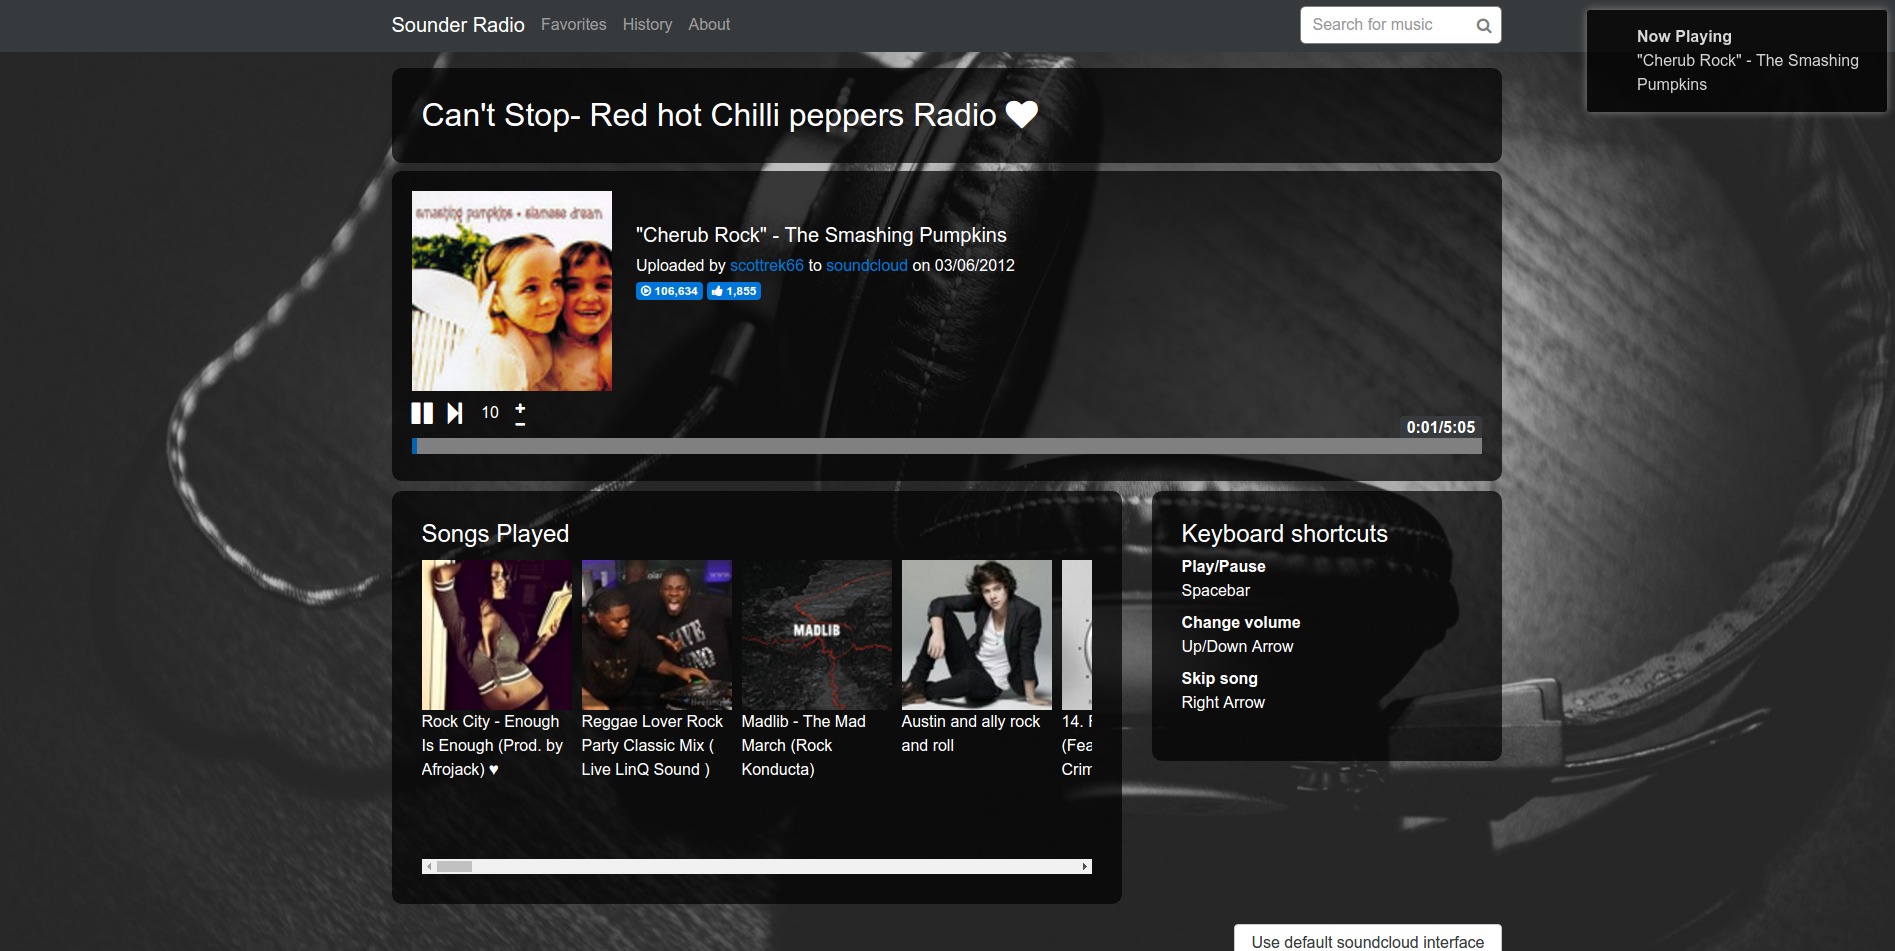 Sounder Radio Favorites History About Search for music
Now Playing
"Cherub Rock" - The Smashing
Pumpkins
Can't Stop- Red hot Chilli peppers Radio
smashing pumpkins • siamese dream
"Cherub Rock" - The Smashing Pumpkins
Uploaded by scottrek66 to soundcloud on 03/06/2012
106,634 1,855
10 + −
0:01/5:05
Songs Played
MADLIB
Rock City - Enough
Is Enough (Prod. by
Afrojack) ♥
Reggae Lover Rock
Party Classic Mix (
Live LinQ Sound )
Madlib - The Mad
March (Rock
Konducta)
Austin and ally rock
and roll
14. F
(Fea
Crim
Keyboard shortcuts
Play/Pause
Spacebar
Change volume
Up/Down Arrow
Skip song
Right Arrow
Use default soundcloud interface